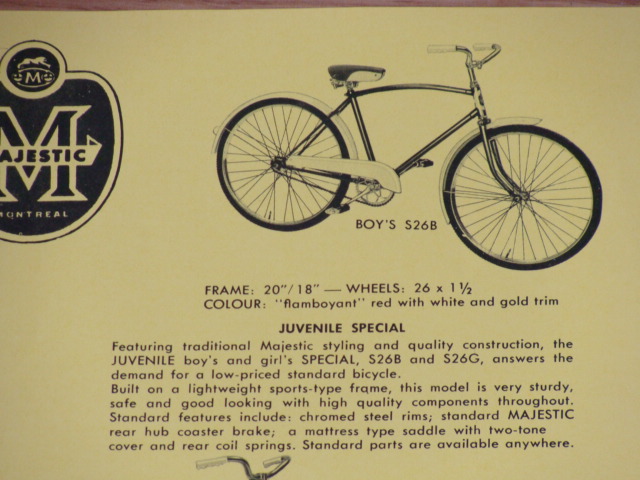 M
M
AJESTIC
MONTREAL
BOY'S S26B
FRAME: 20"/18" — WHEELS: 26 x 1½
COLOUR: "flamboyant" red with white and gold trim
JUVENILE SPECIAL
Featuring traditional Majestic styling and quality construction, the
JUVENILE boy's and girl's SPECIAL, S26B and S26G, answers the
demand for a low-priced standard bicycle.
Built on a lightweight sports-type frame, this model is very sturdy,
safe and good looking with high quality components throughout.
Standard features include: chromed steel rims; standard MAJESTIC
rear hub coaster brake; a mattress type saddle with two-tone
cover and rear coil springs. Standard parts are available anywhere.